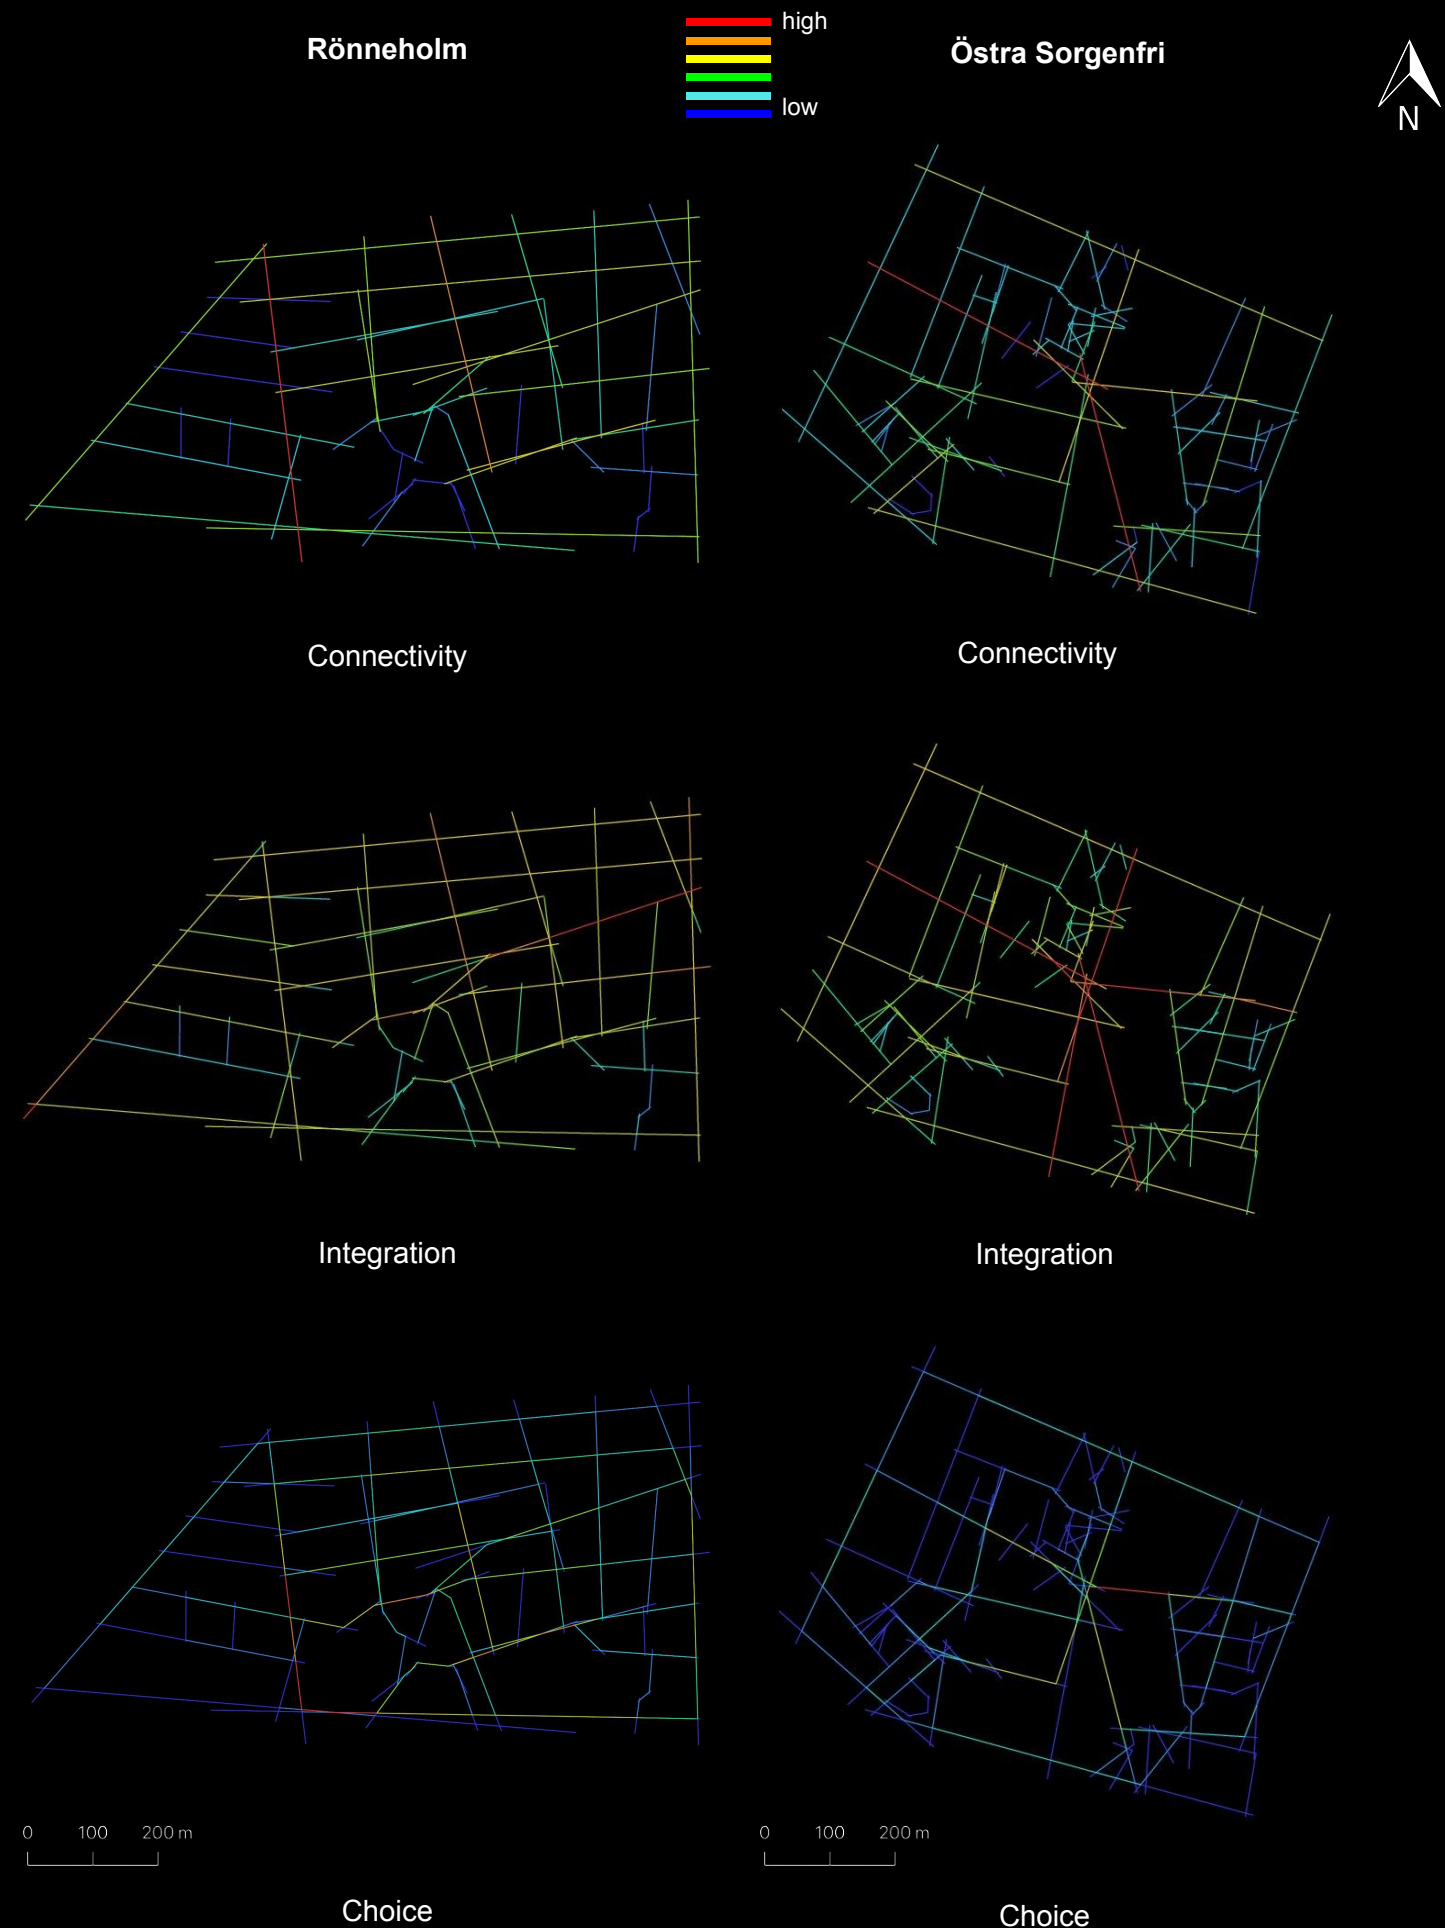 high
Rönneholm
Östra Sorgenfri
low
N
Connectivity
Connectivity
Integration
Integration
0 100 200 m
0 100 200 m
Choice
Choice